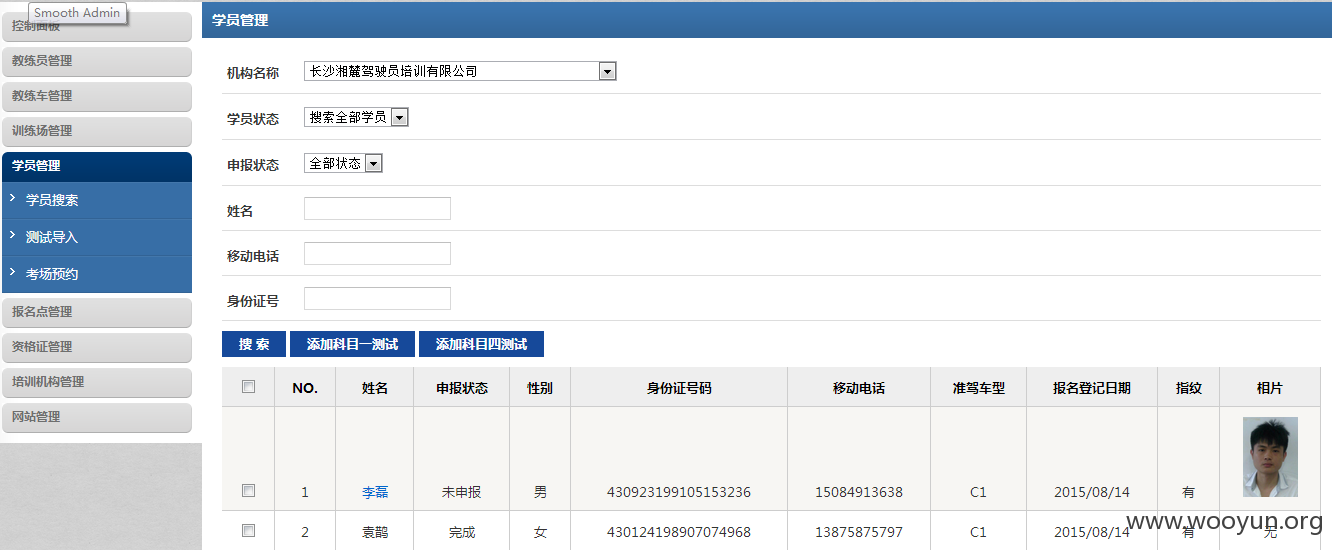 Smooth Admin
控制面板
教练员管理
教练车管理
训练场管理
学员管理
学员搜索
测试导入
考场预约
报名点管理
资格证管理
培训机构管理
网站管理
学员管理
机构名称 长沙湘麓驾驶员培训有限公司
学员状态 搜索全部学员
申报状态 全部状态
姓名
移动电话
身份证号
搜 索 添加科目一测试 添加科目四测试
NO. 姓名 申报状态 性别 身份证号码 移动电话 准驾车型 报名登记日期 指纹 相片
1 李磊 未申报 男 430923199105153236 15084913638 C1 2015/08/14 有
2 袁鹊 完成 女 430124198907074968 13875875797 C1 2015/08/14 有 无
www.wooyun.org